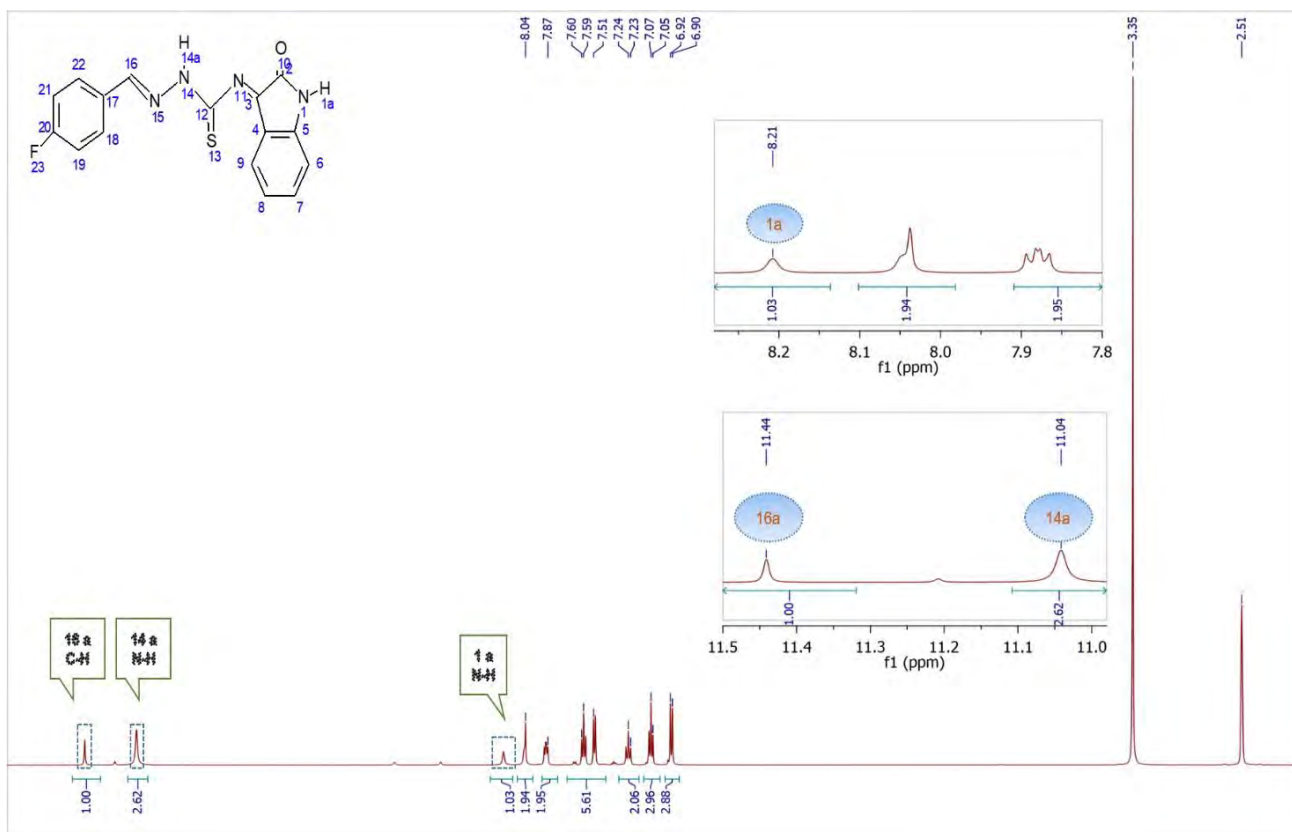 8.04
7.87
7.60
7.59
7.51
7.24
7.23
7.07
7.05
6.92
6.90
3.35
2.51
H
14a
O
10
22
16
N
2
21
N
14
11
N
H
17
3
1
1a
20
N
15
12
4
5
18
S
F
19
13
9
6
23
8
7
8.21
1a
1.03
1.94
1.95
8.2
8.1
8.0
7.9
7.8
f1 (ppm)
11.44
11.04
16a
14a
1.00
2.62
11.5
11.4
11.3
11.2
11.1
11.0
f1 (ppm)
16 a
C-H
14 a
N-H
1 a
N-H
1.00
2.62
1.03
1.94
1.95
5.61
2.06
2.96
2.88